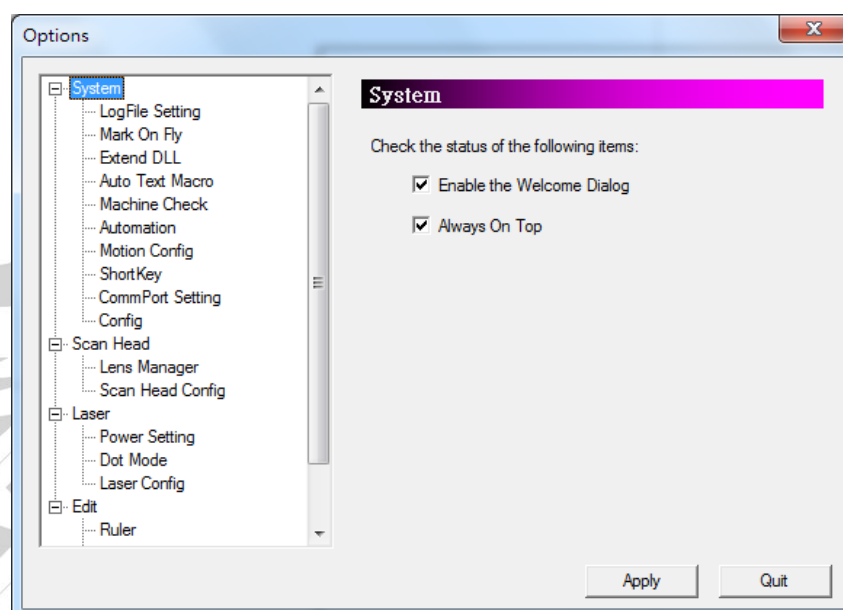 Options
System
LogFile Setting
Mark On Fly
Extend DLL
Auto Text Macro
Machine Check
Automation
Motion Config
ShortKey
CommPort Setting
Config
Scan Head
Lens Manager
Scan Head Config
Laser
Power Setting
Dot Mode
Laser Config
Edit
Ruler
System
Check the status of the following items:
Enable the Welcome Dialog
Always On Top
Apply Quit